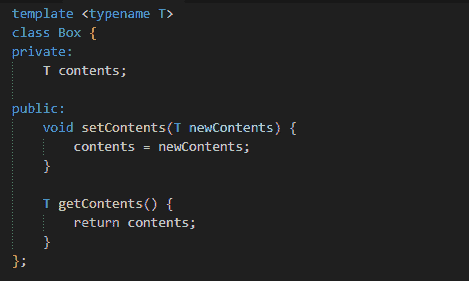 template <typename T>
class Box {
private:
    T contents;

public:
    void setContents(T newContents) {
        contents = newContents;
    }

    T getContents() {
        return contents;
    }
};